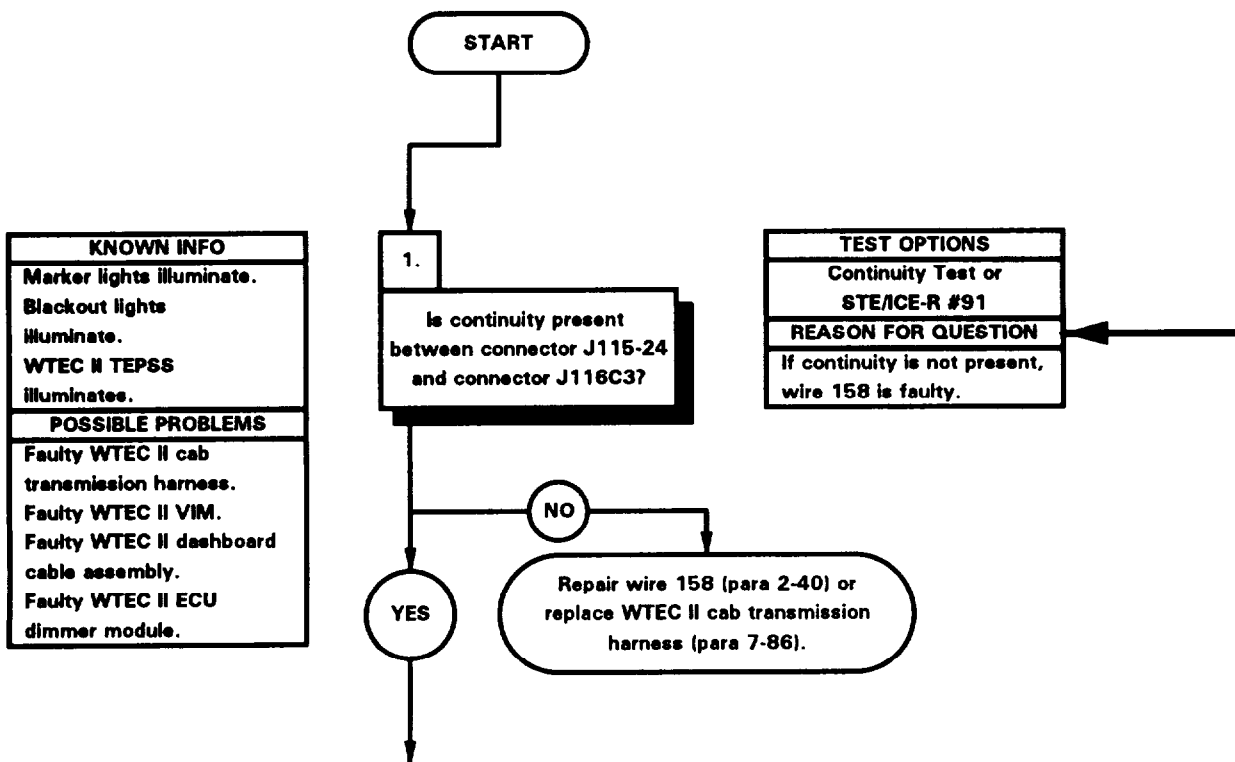 START
KNOWN INFO
Marker lights illuminate.
Blackout lights
illuminate.
WTEC II TEPSS
illuminates.
POSSIBLE PROBLEMS
Faulty WTEC II cab
transmission harness.
Faulty WTEC II VIM.
Faulty WTEC II dashboard
cable assembly.
Faulty WTEC II ECU
dimmer module.
1.
Is continuity present
between connector J115-24
and connector J116C3?
TEST OPTIONS
Continuity Test or
STE/ICE-R #91
REASON FOR QUESTION
If continuity is not present,
wire 158 is faulty.
NO
YES
Repair wire 158 (para 2-40) or
replace WTEC II cab transmission
harness (para 7-86).